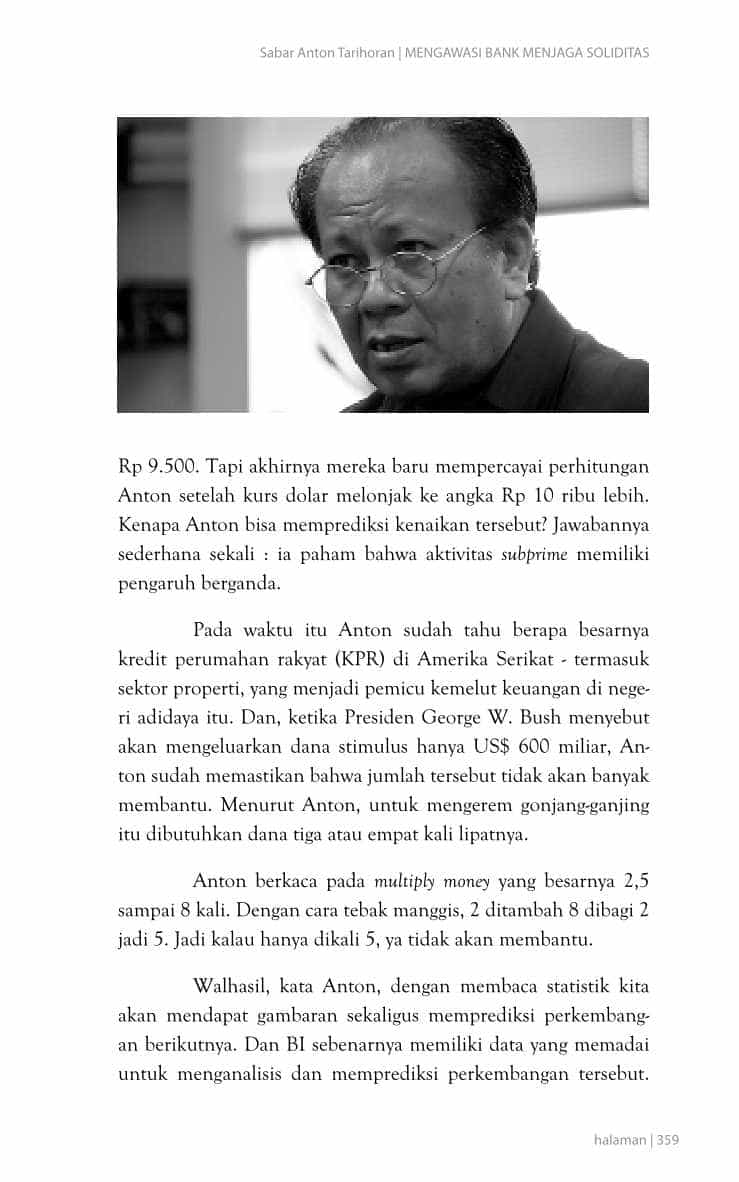 Sabar Anton Tarihoran | MENGAWASI BANK MENJAGA SOLIDITAS
Rp 9.500. Tapi akhirnya mereka baru mempercayai perhitungan
Anton setelah kurs dolar melonjak ke angka Rp 10 ribu lebih.
Kenapa Anton bisa memprediksi kenaikan tersebut? Jawabannya
sederhana sekali : ia paham bahwa aktivitas subprime memiliki
pengaruh berganda.
Pada waktu itu Anton sudah tahu berapa besarnya
kredit perumahan rakyat (KPR) di Amerika Serikat - termasuk
sektor properti, yang menjadi pemicu kemelut keuangan di nege-
ri adidaya itu. Dan, ketika Presiden George W. Bush menyebut
akan mengeluarkan dana stimulus hanya US$ 600 miliar, An-
ton sudah memastikan bahwa jumlah tersebut tidak akan banyak
membantu. Menurut Anton, untuk mengerem gonjang-ganjing
itu dibutuhkan dana tiga atau empat kali lipatnya.
Anton berkaca pada multiply money yang besarnya 2,5
sampai 8 kali. Dengan cara tebak manggis, 2 ditambah 8 dibagi 2
jadi 5. Jadi kalau hanya dikali 5, ya tidak akan membantu.
Walhasil, kata Anton, dengan membaca statistik kita
akan mendapat gambaran sekaligus memprediksi perkembang-
an berikutnya. Dan BI sebenarnya memiliki data yang memadai
untuk menganalisis dan memprediksi perkembangan tersebut.
halaman | 359